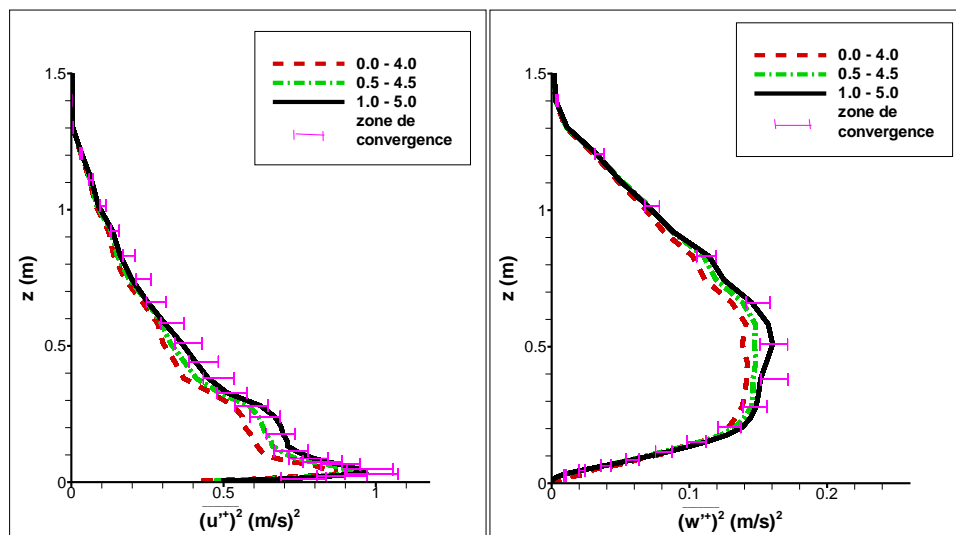 0.0 - 4.0
0.5 - 4.5
1.0 - 5.0
zone de
convergence
1.5
1
0.5
0
z (m)
0
0.5
1
(u'⁺)² (m/s)²
0.0 - 4.0
0.5 - 4.5
1.0 - 5.0
zone de
convergence
1.5
1
0.5
0
z (m)
0
0.1
0.2
(w'⁺)² (m/s)²